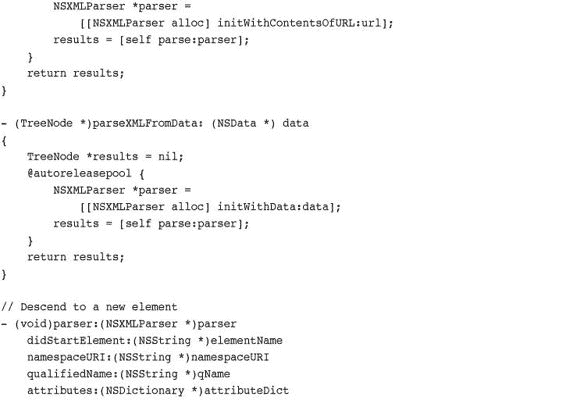 NSXMLParser *parser =
[[NSXMLParser alloc] initWithContentsOfURL:url];
results = [self parse:parser];
}
return results;
}
- (TreeNode *)parseXMLFromData: (NSData *) data
{
TreeNode *results = nil;
@autoreleasepool {
NSXMLParser *parser =
[[NSXMLParser alloc] initWithData:data];
results = [self parse:parser];
}
return results;
}
// Descend to a new element
- (void)parser:(NSXMLParser *)parser
didStartElement:(NSString *)elementName
namespaceURI:(NSString *)namespaceURI
qualifiedName:(NSString *)qName
attributes:(NSDictionary *)attributeDict